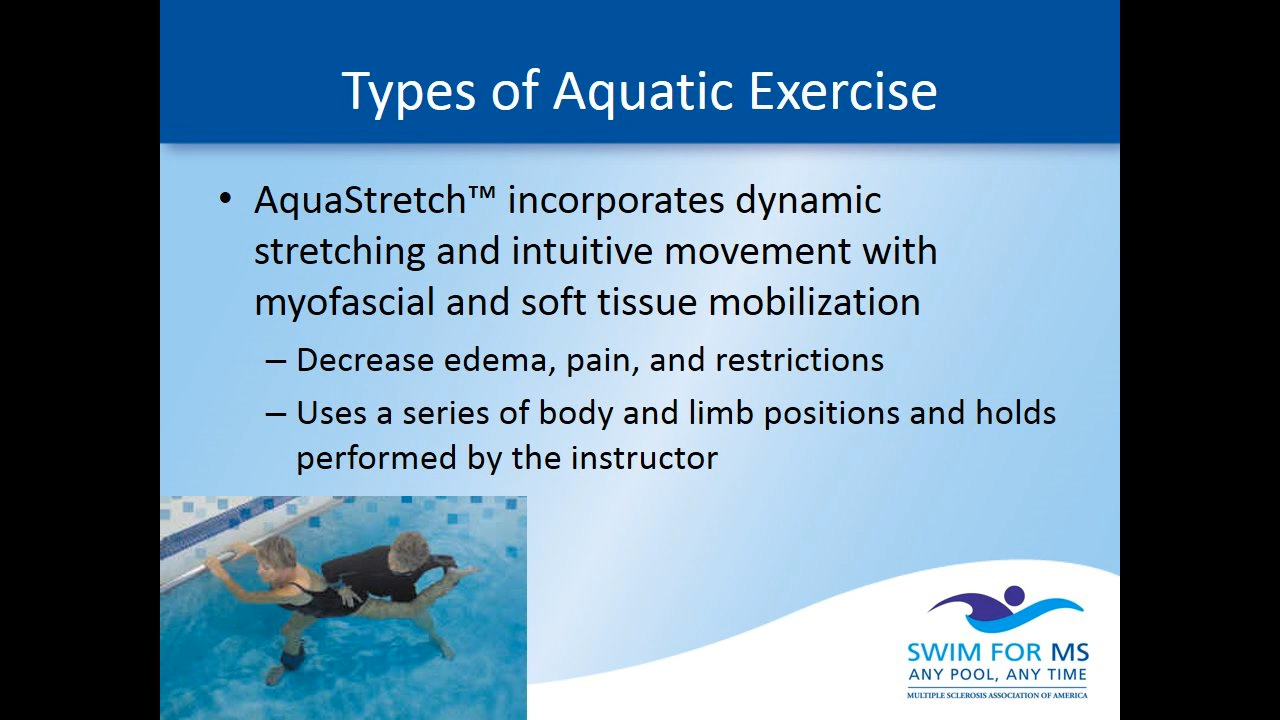 Types of Aquatic Exercise
• AquaStretch™ incorporates dynamic
stretching and intuitive movement with
myofascial and soft tissue mobilization
– Decrease edema, pain, and restrictions
– Uses a series of body and limb positions and holds
performed by the instructor
SWIM FOR MS
ANY POOL, ANY TIME
MULTIPLE SCLEROSIS ASSOCIATION OF AMERICA